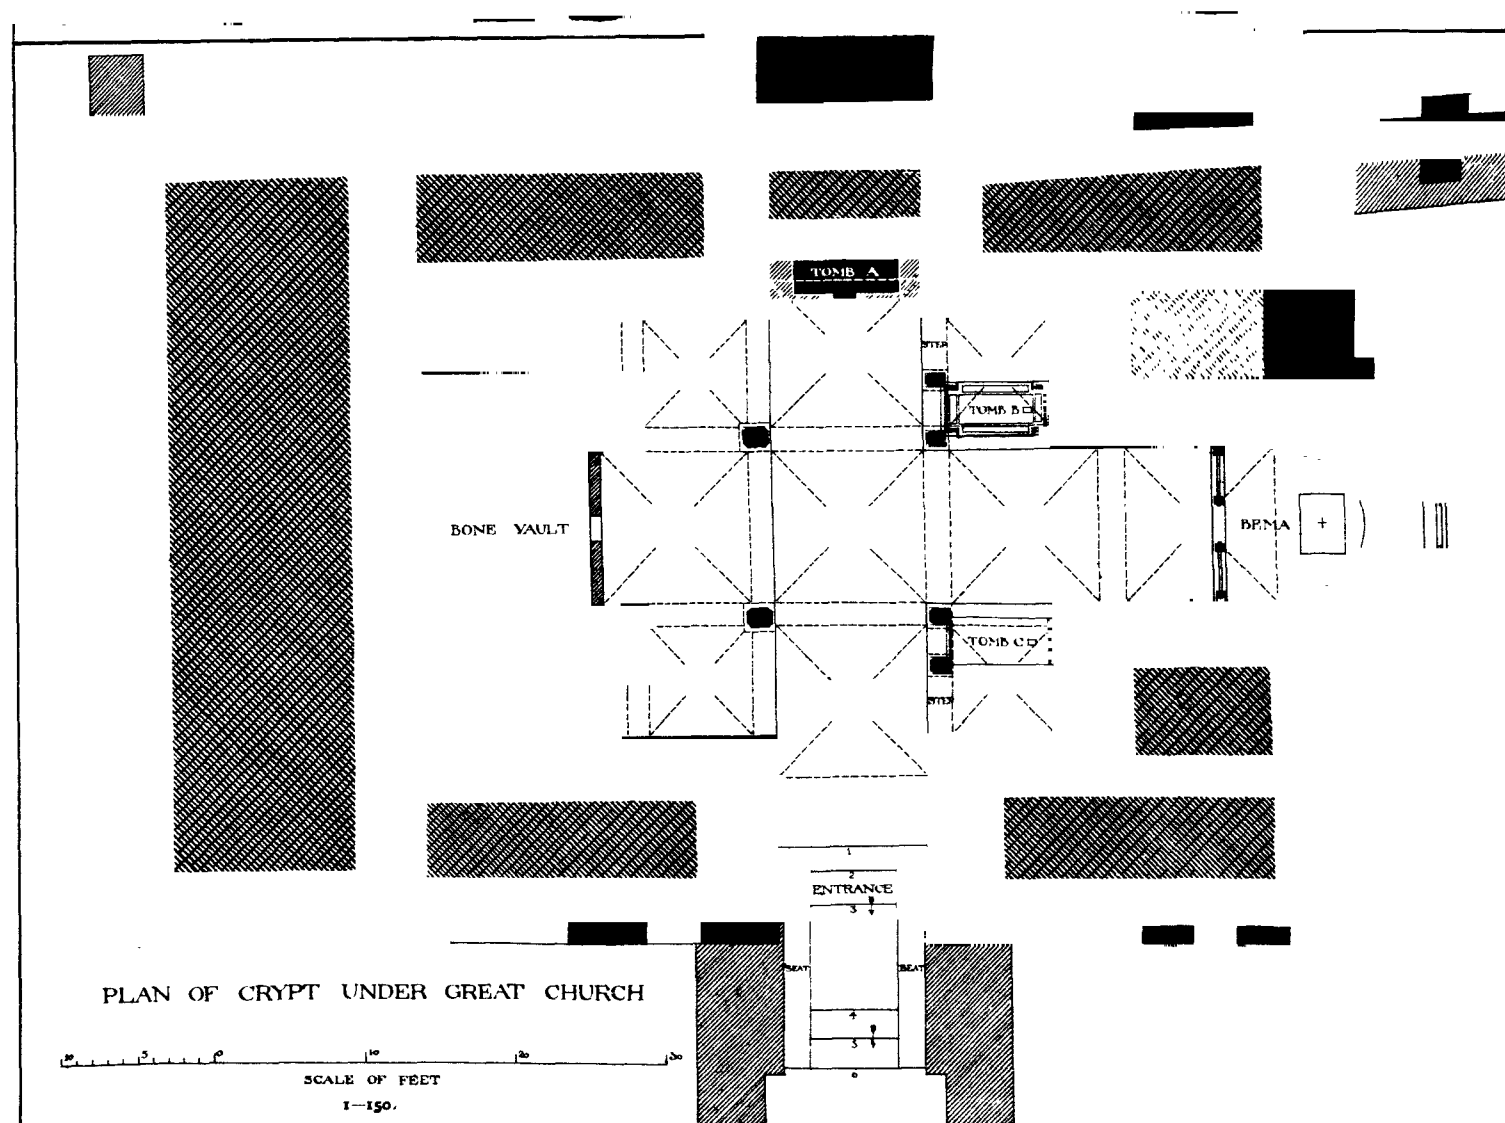 TOMB A
STEP
TOMB B
BONE VAULT
BEMA
TOMB C
STEP
1
2
ENTRANCE
3
SEAT
SEAT
4
5
6
PLAN OF CRYPT UNDER GREAT CHURCH
10 5 0 10 20 30
SCALE OF FEET
1—150.